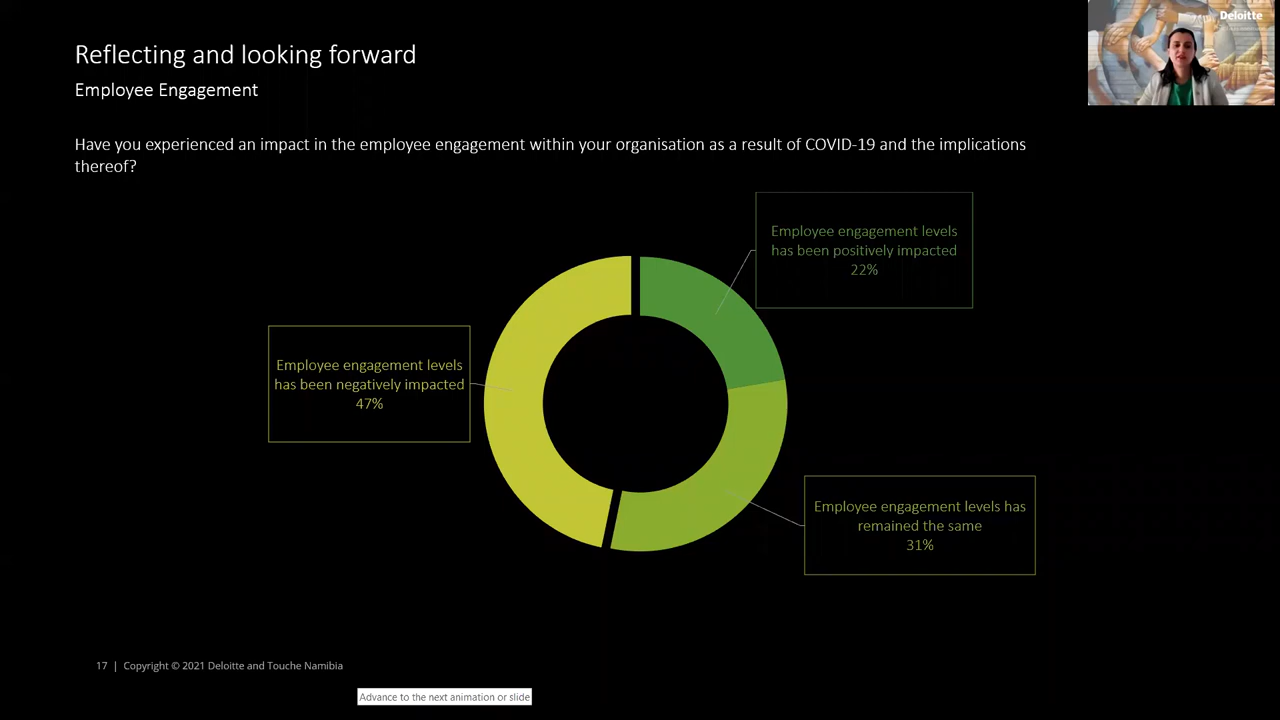 Deloitte
Reflecting and looking forward
Employee Engagement
Have you experienced an impact in the employee engagement within your organisation as a result of COVID-19 and the implications
thereof?
Employee engagement levels
has been positively impacted
22%
Employee engagement levels
has been negatively impacted
47%
Employee engagement levels has
remained the same
31%
17 | Copyright © 2021 Deloitte and Touche Namibia
Advance to the next animation or slide